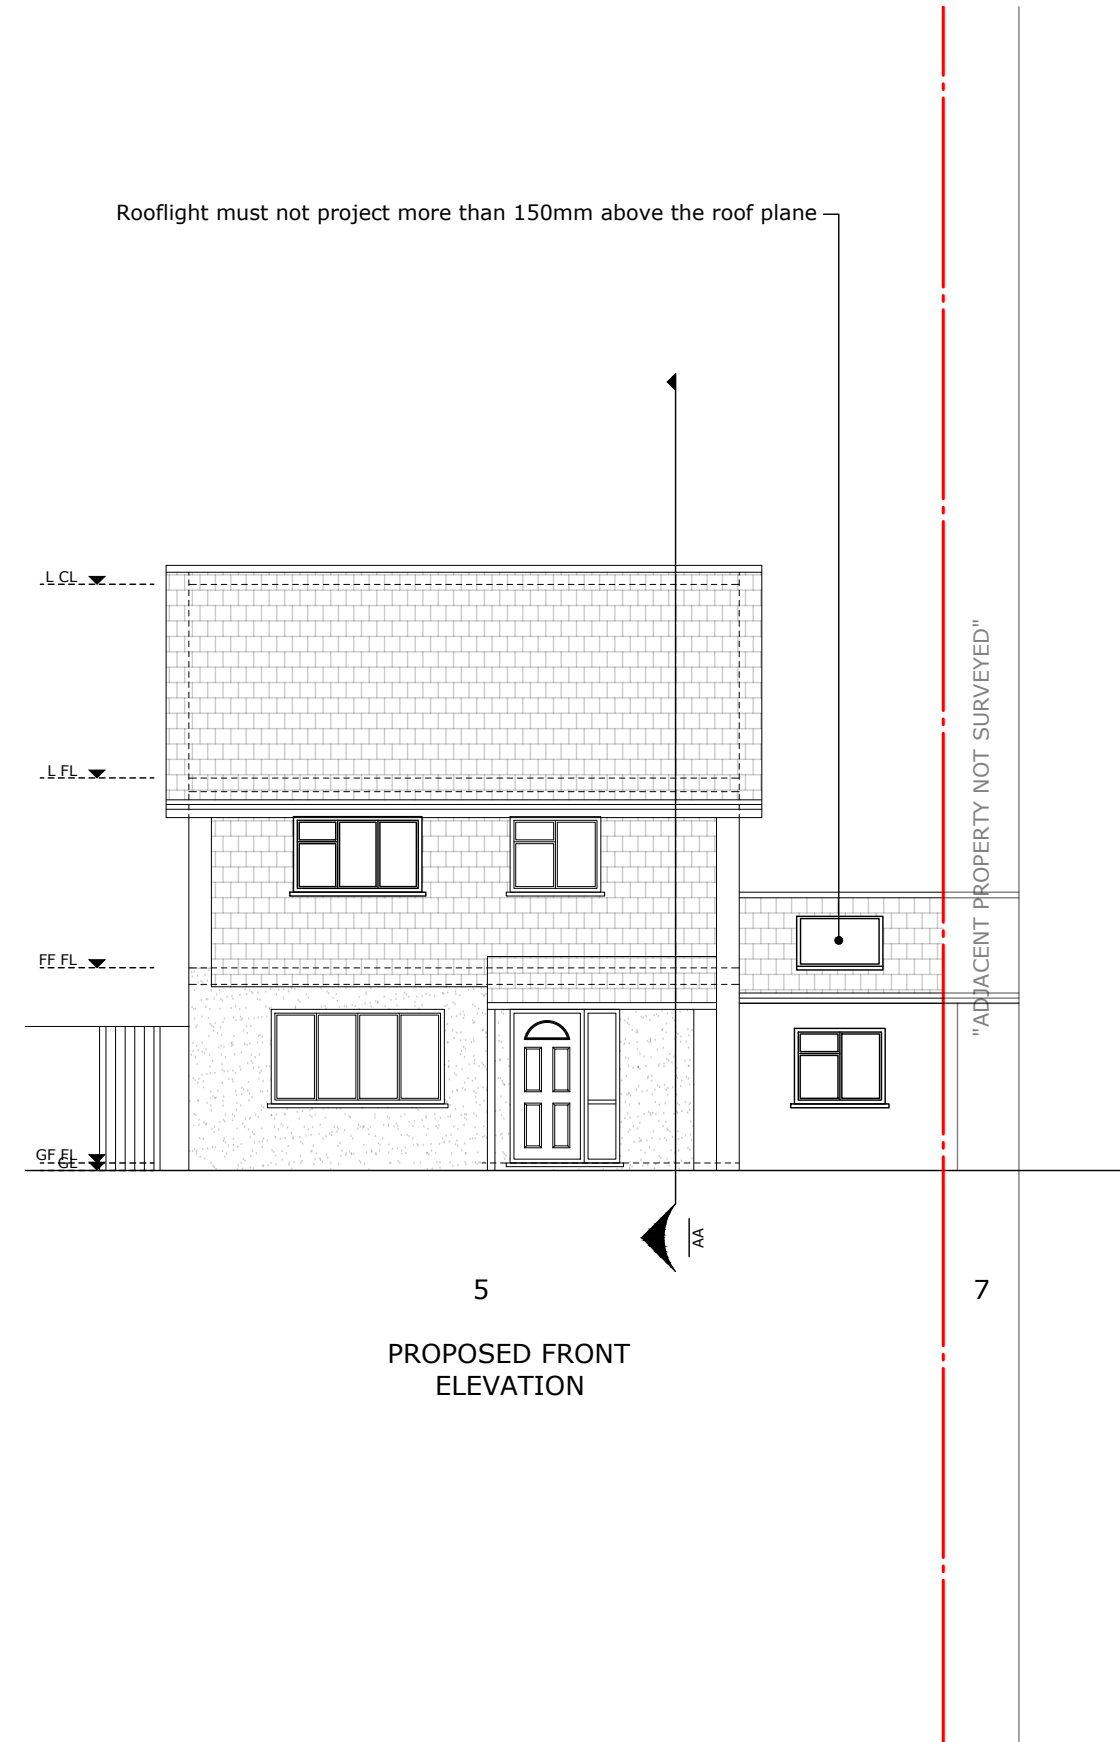 Rooflight must not project more than 150mm above the roof plane
L CL
"ADJACENT PROPERTY NOT SURVEYED"
L FL
FF FL
GF FL
GL
AA
5
7
PROPOSED FRONT
ELEVATION